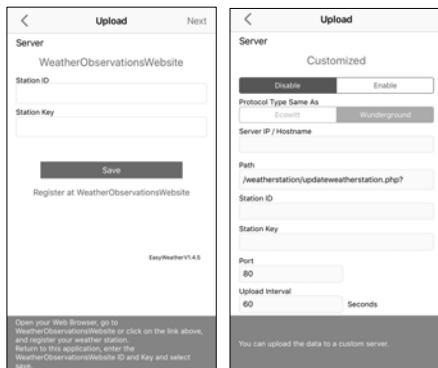 Upload
Next
Server
WeatherObservationsWebsite
Station ID
Station Key
Save
Register at WeatherObservationsWebsite
EasyWeatherV1.4.5
Open your Web Browser, go to
WeatherObservationsWebsite or click on the link above,
and register your weather station.
Return to this application, enter the
WeatherObservationsWebsite ID and Key and select
save.
Upload
Server
Customized
Disable
Enable
Protocol Type Same As
Ecowitt
Wunderground
Server IP / Hostname
Path
/weatherstation/updateweatherstation.php?
Station ID
Station Key
Port
80
Upload Interval
60 Seconds
You can upload the data to a custom server.